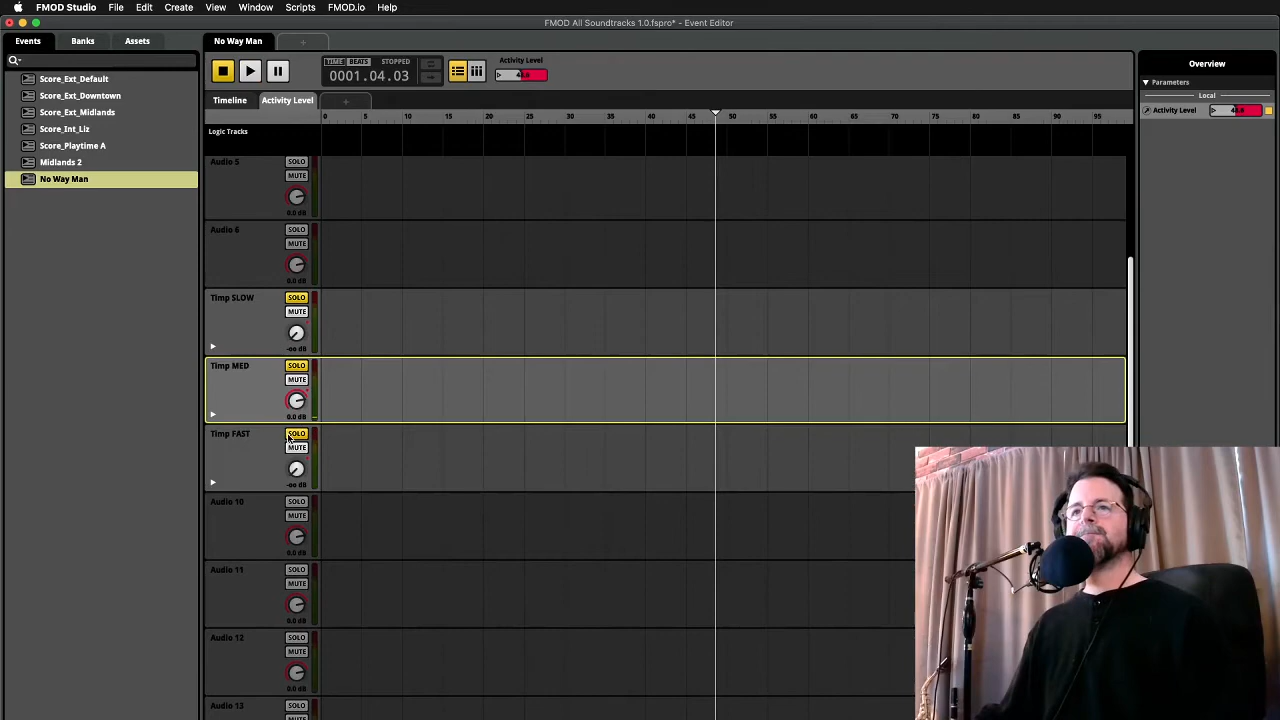 FMOD Studio File Edit Create View Window Scripts FMOD.io Help
FMOD All Soundtracks 1.0.fspro* - Event Editor
Events Banks Assets
No Way Man
Score_Ext_Default
Score_Ext_Downtown
Score_Ext_Midlands
Score_Int_Liz
Score_Playtime A
Midlands 2
No Way Man
TIME BEATS STOPPED
0001.04.03
Activity Level
Timeline Activity Level
0 5 10 15 20 25 30 35 40 45 50 55 60 65 70 75 80 85 90 95
Logic Tracks
Audio 5 SOLO
MUTE
0.0 dB
Audio 6 SOLO
MUTE
0.0 dB
Timp SLOW SOLO
MUTE
-oo dB
Timp MED SOLO
MUTE
0.0 dB
Timp FAST SOLO
MUTE
-oo dB
Audio 10 SOLO
MUTE
0.0 dB
Audio 11 SOLO
MUTE
0.0 dB
Audio 12 SOLO
MUTE
0.0 dB
Audio 13 SOLO
Overview
Parameters
Local
Activity Level